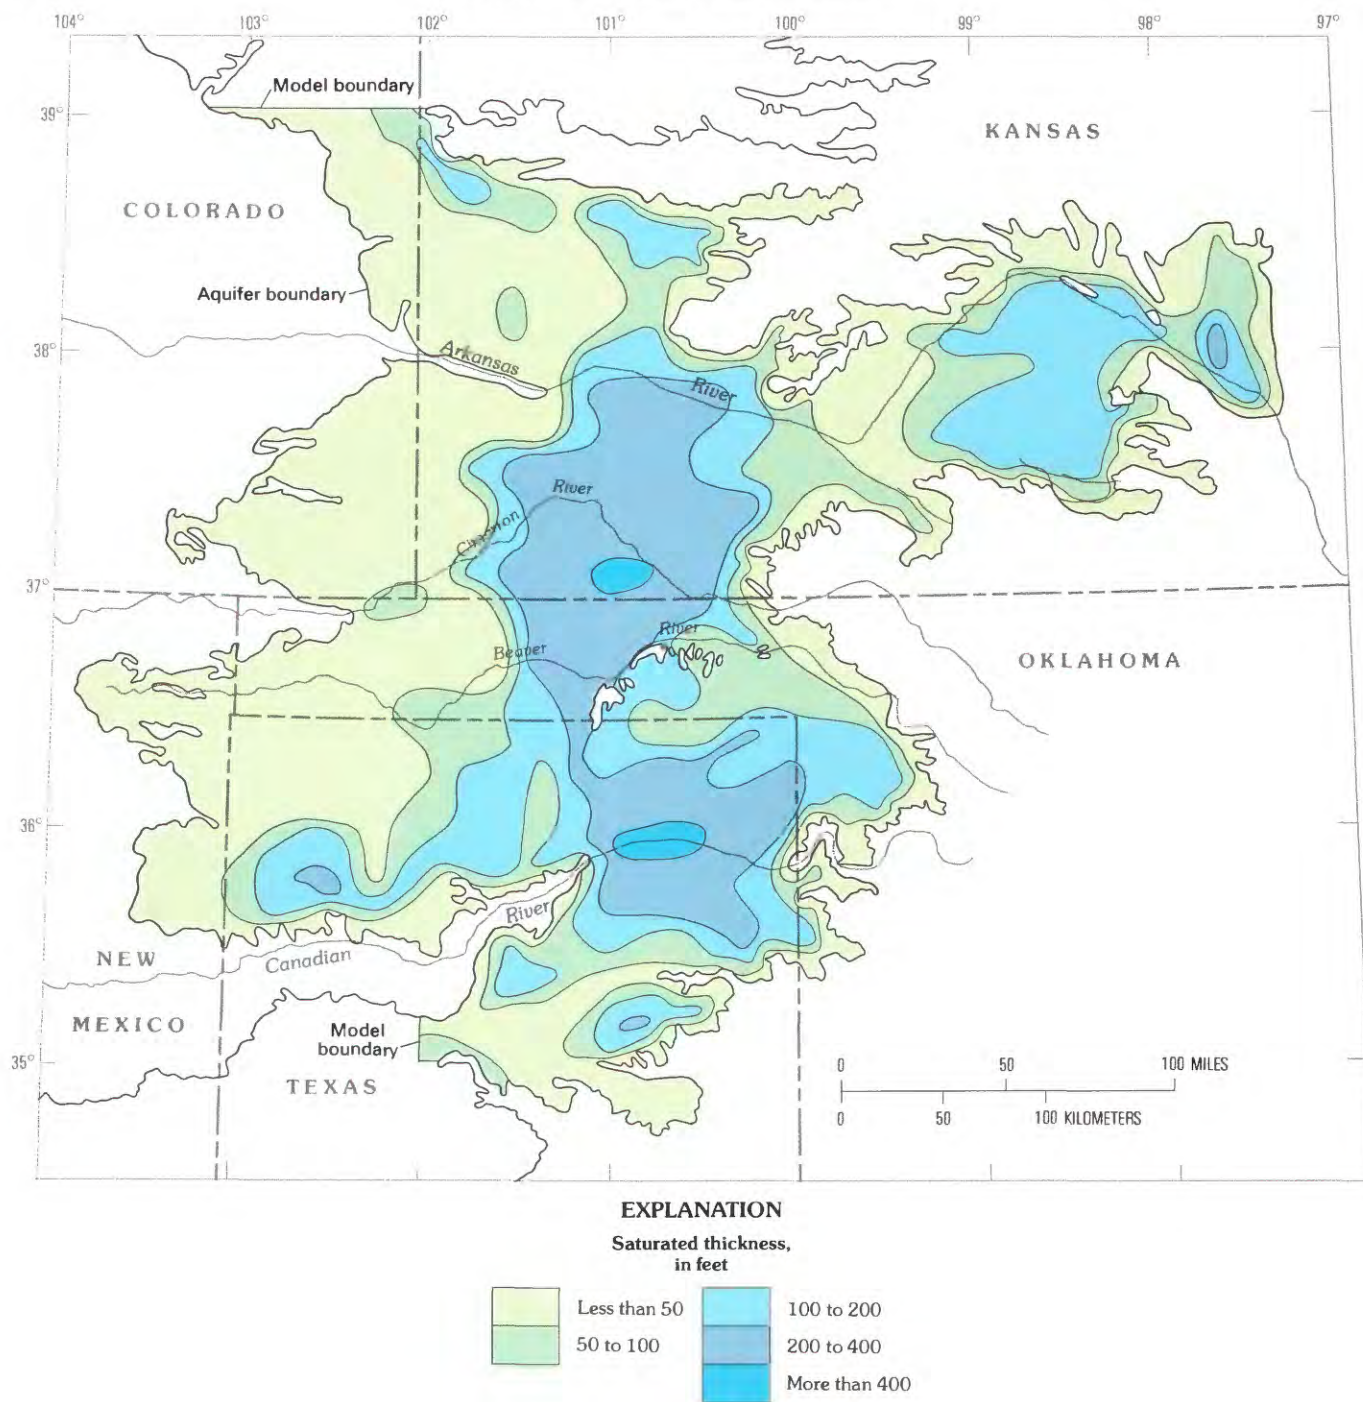 104° 103° 102° 101° 100° 99° 98° 97°
Model boundary
39°
KANSAS
COLORADO
Aquifer boundary
38°
Arkansas
River
River
Cimarron
37°
River
Beaver
OKLAHOMA
36°
River
NEW
Canadian
MEXICO
Model
boundary
35°
TEXAS
0 50 100 MILES
0 50 100 KILOMETERS
EXPLANATION
Saturated thickness,
in feet
Less than 50
100 to 200
50 to 100
200 to 400
More than 400